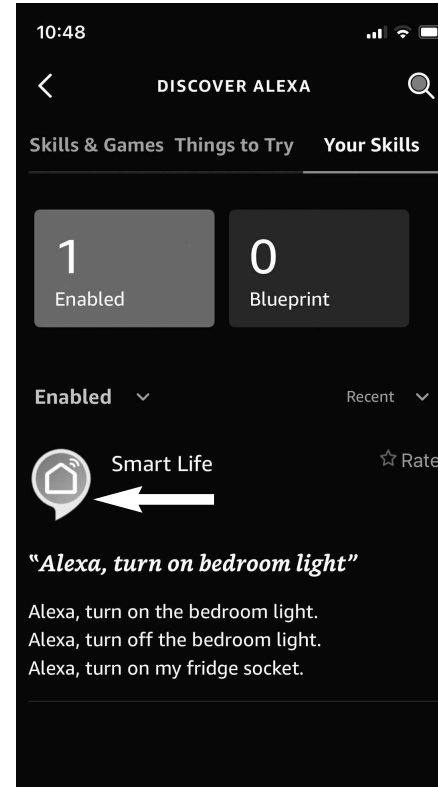 10:48
DISCOVER ALEXA
Skills & Games Things to Try Your Skills
1 0
Enabled Blueprint
Enabled Recent
Smart Life Rate
“Alexa, turn on bedroom light”
Alexa, turn on the bedroom light.
Alexa, turn off the bedroom light.
Alexa, turn on my fridge socket.